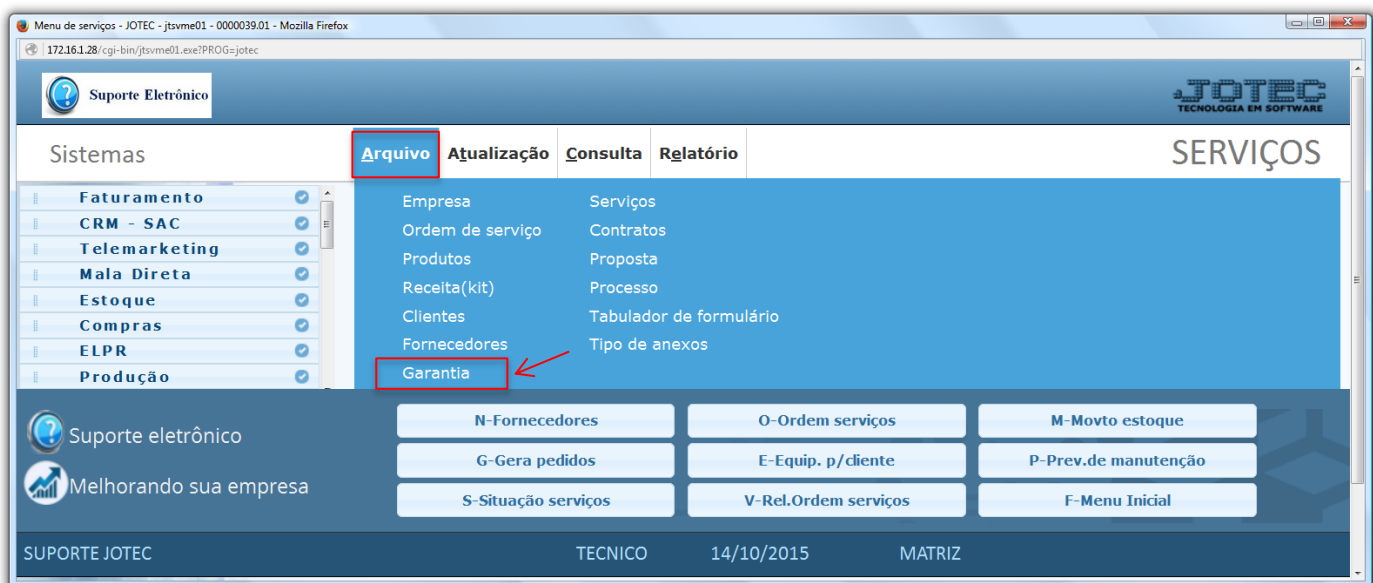 Menu de serviços - JOTEC - jtsvme01 - 0000039.01 - Mozilla Firefox
172.16.1.28/cgi-bin/jtsvme01.exe?PROG=jotec
Suporte Eletrônico
JOTEC
TECNOLOGIA EM SOFTWARE
Sistemas
Arquivo Atualização Consulta Relatório
SERVIÇOS
Faturamento
CRM - SAC
Telemarketing
Mala Direta
Estoque
Compras
ELPR
Produção
Empresa Serviços
Ordem de serviço Contratos
Produtos Proposta
Receita(kit) Processo
Clientes Tabulador de formulário
Fornecedores Tipo de anexos
Garantia
Suporte eletrônico
Melhorando sua empresa
N-Fornecedores O-Ordem serviços M-Movto estoque
G-Gera pedidos E-Equip. p/cliente P-Prev.de manutenção
S-Situação serviços V-Rel.Ordem serviços F-Menu Inicial
SUPORTE JOTEC TECNICO 14/10/2015 MATRIZ